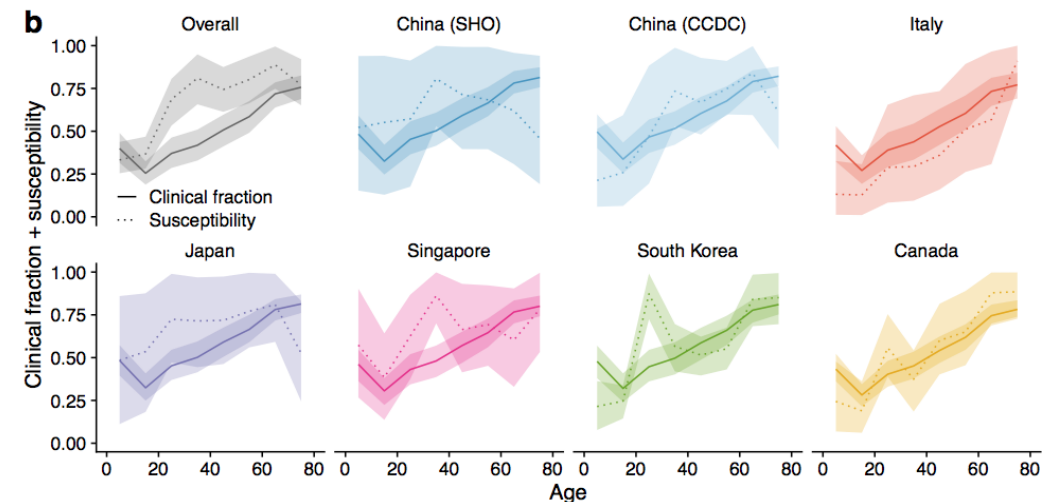 b
Overall
China (SHO)
China (CCDC)
Italy
Clinical fraction + susceptibility
1.00
0.75
0.50
0.25
0.00
Clinical fraction
Susceptibility
Japan
Singapore
South Korea
Canada
1.00
0.75
0.50
0.25
0.00
0 20 40 60 80
0 20 40 60 80
0 20 40 60 80
0 20 40 60 80
Age